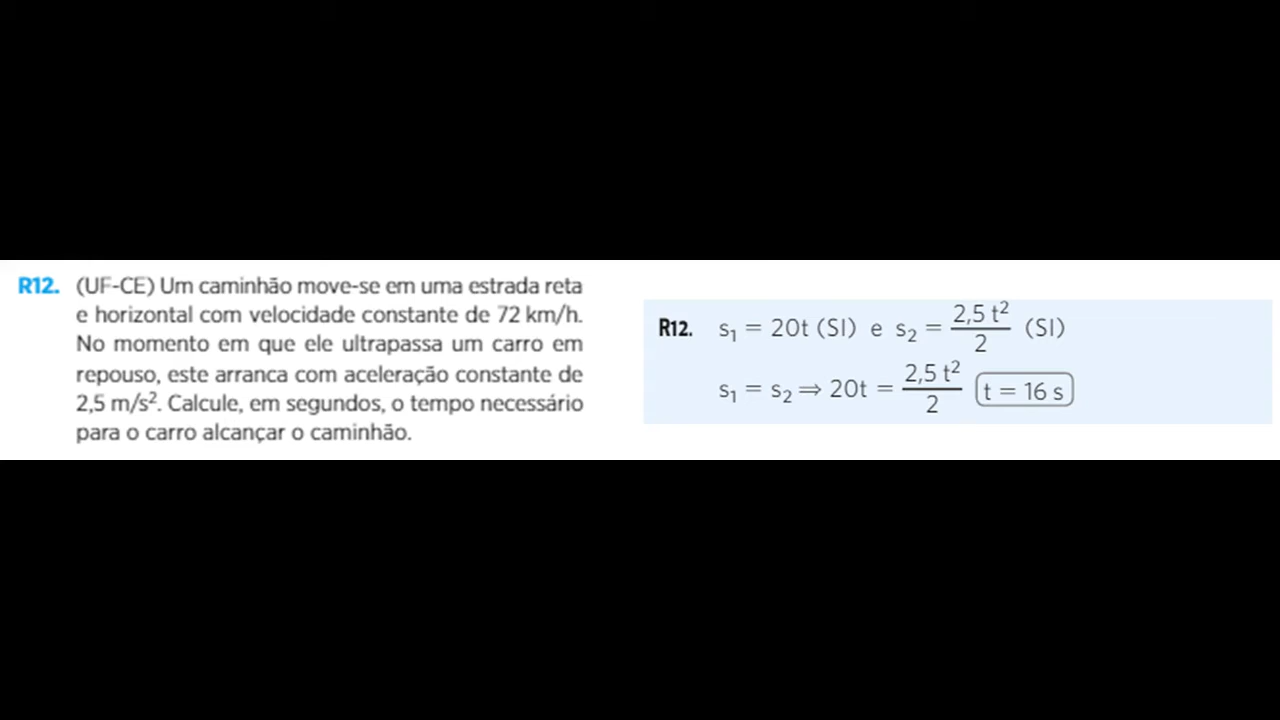 R12. (UF-CE) Um caminhão move-se em uma estrada reta
e horizontal com velocidade constante de 72 km/h.
No momento em que ele ultrapassa um carro em
repouso, este arranca com aceleração constante de
2,5 m/s². Calcule, em segundos, o tempo necessário
para o carro alcançar o caminhão.
R12. s₁ = 20t (SI) e s₂ = 2,5 t²/2 (SI)
s₁ = s₂ ⇒ 20t = 2,5 t²/2 t = 16 s